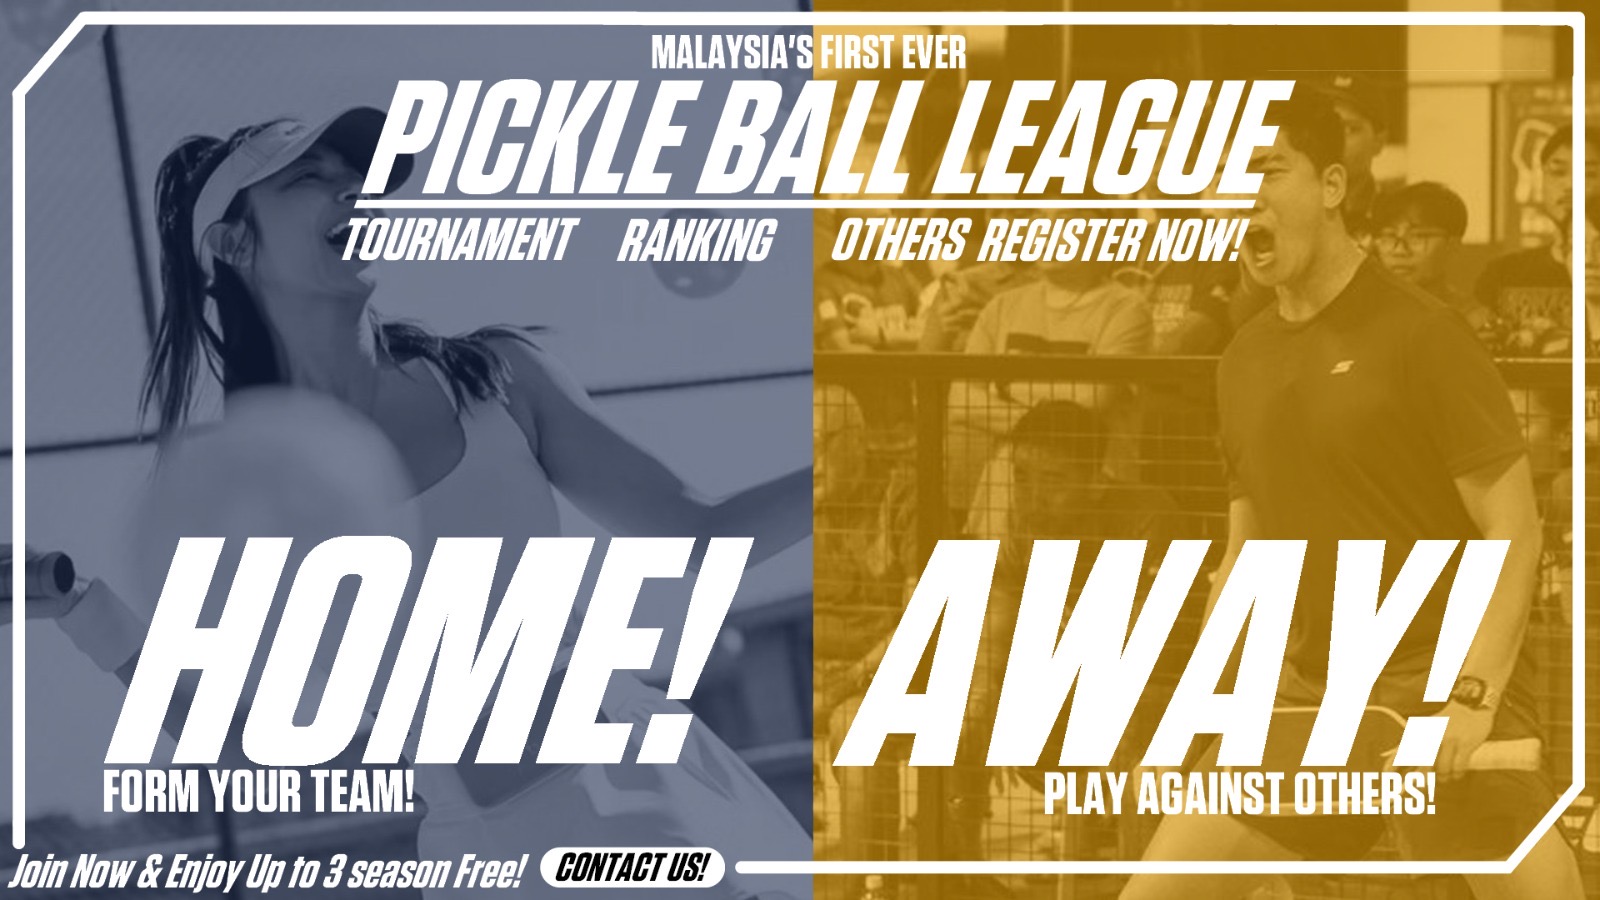 MALAYSIA'S FIRST EVER
PICKLE BALL LEAGUE
TOURNAMENT RANKING OTHERS REGISTER NOW!
HOME! AWAY!
FORM YOUR TEAM! PLAY AGAINST OTHERS!
Join Now & Enjoy Up to 3 season Free! CONTACT US!